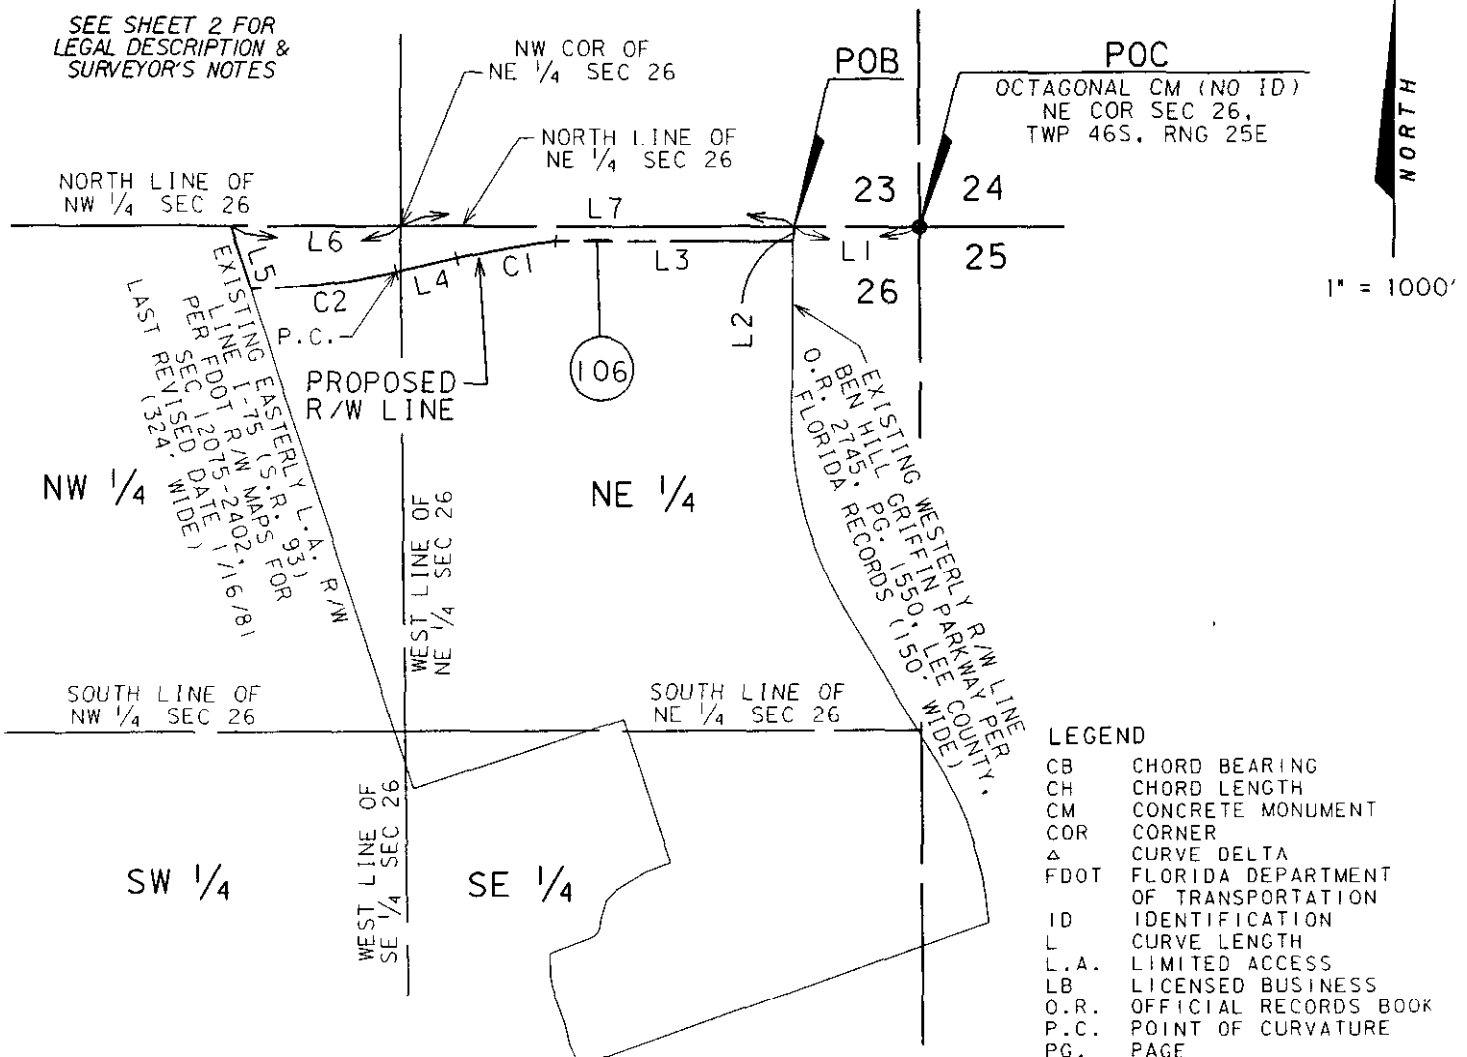 SEE SHEET 2 FOR
LEGAL DESCRIPTION &
SURVEYOR'S NOTES
NW COR OF
NE 1/4 SEC 26
POB
POC
OCTAGONAL CM (NO ID)
NE COR SEC 26,
TWP 46S, RNG 25E
NORTH
1" = 1000'
NORTH LINE OF
NE 1/4 SEC 26
NORTH LINE OF
NW 1/4 SEC 26
23
24
L7
L6
L1
L5
L4
C1
L3
26
25
C2
P.C.
L2
PROPOSED
R/W LINE
106
EXISTING EASTERLY L.A. R/W
LINE I-75 (S.R. 93)
PER FDOT R/W MAPS FOR
SEC 12075-2402,
LAST REVISED DATE 1/16/81
(324' WIDE)
EXISTING WESTERLY R/W LINE
BEN HILL GRIFFIN PARKWAY PER
O.R. 2745, PG. 1550, LEE COUNTY,
FLORIDA RECORDS (150' WIDE)
NW 1/4
NE 1/4
WEST LINE OF
NE 1/4 SEC 26
SOUTH LINE OF
NW 1/4 SEC 26
SOUTH LINE OF
NE 1/4 SEC 26
SW 1/4
WEST LINE OF
SE 1/4 SEC 26
SE 1/4
LEGEND
CB CHORD BEARING
CH CHORD LENGTH
CM CONCRETE MONUMENT
COR CORNER
△ CURVE DELTA
FDOT FLORIDA DEPARTMENT
OF TRANSPORTATION
ID IDENTIFICATION
L CURVE LENGTH
L.A. LIMITED ACCESS
LB LICENSED BUSINESS
O.R. OFFICIAL RECORDS BOOK
P.C. POINT OF CURVATURE
PG. PAGE